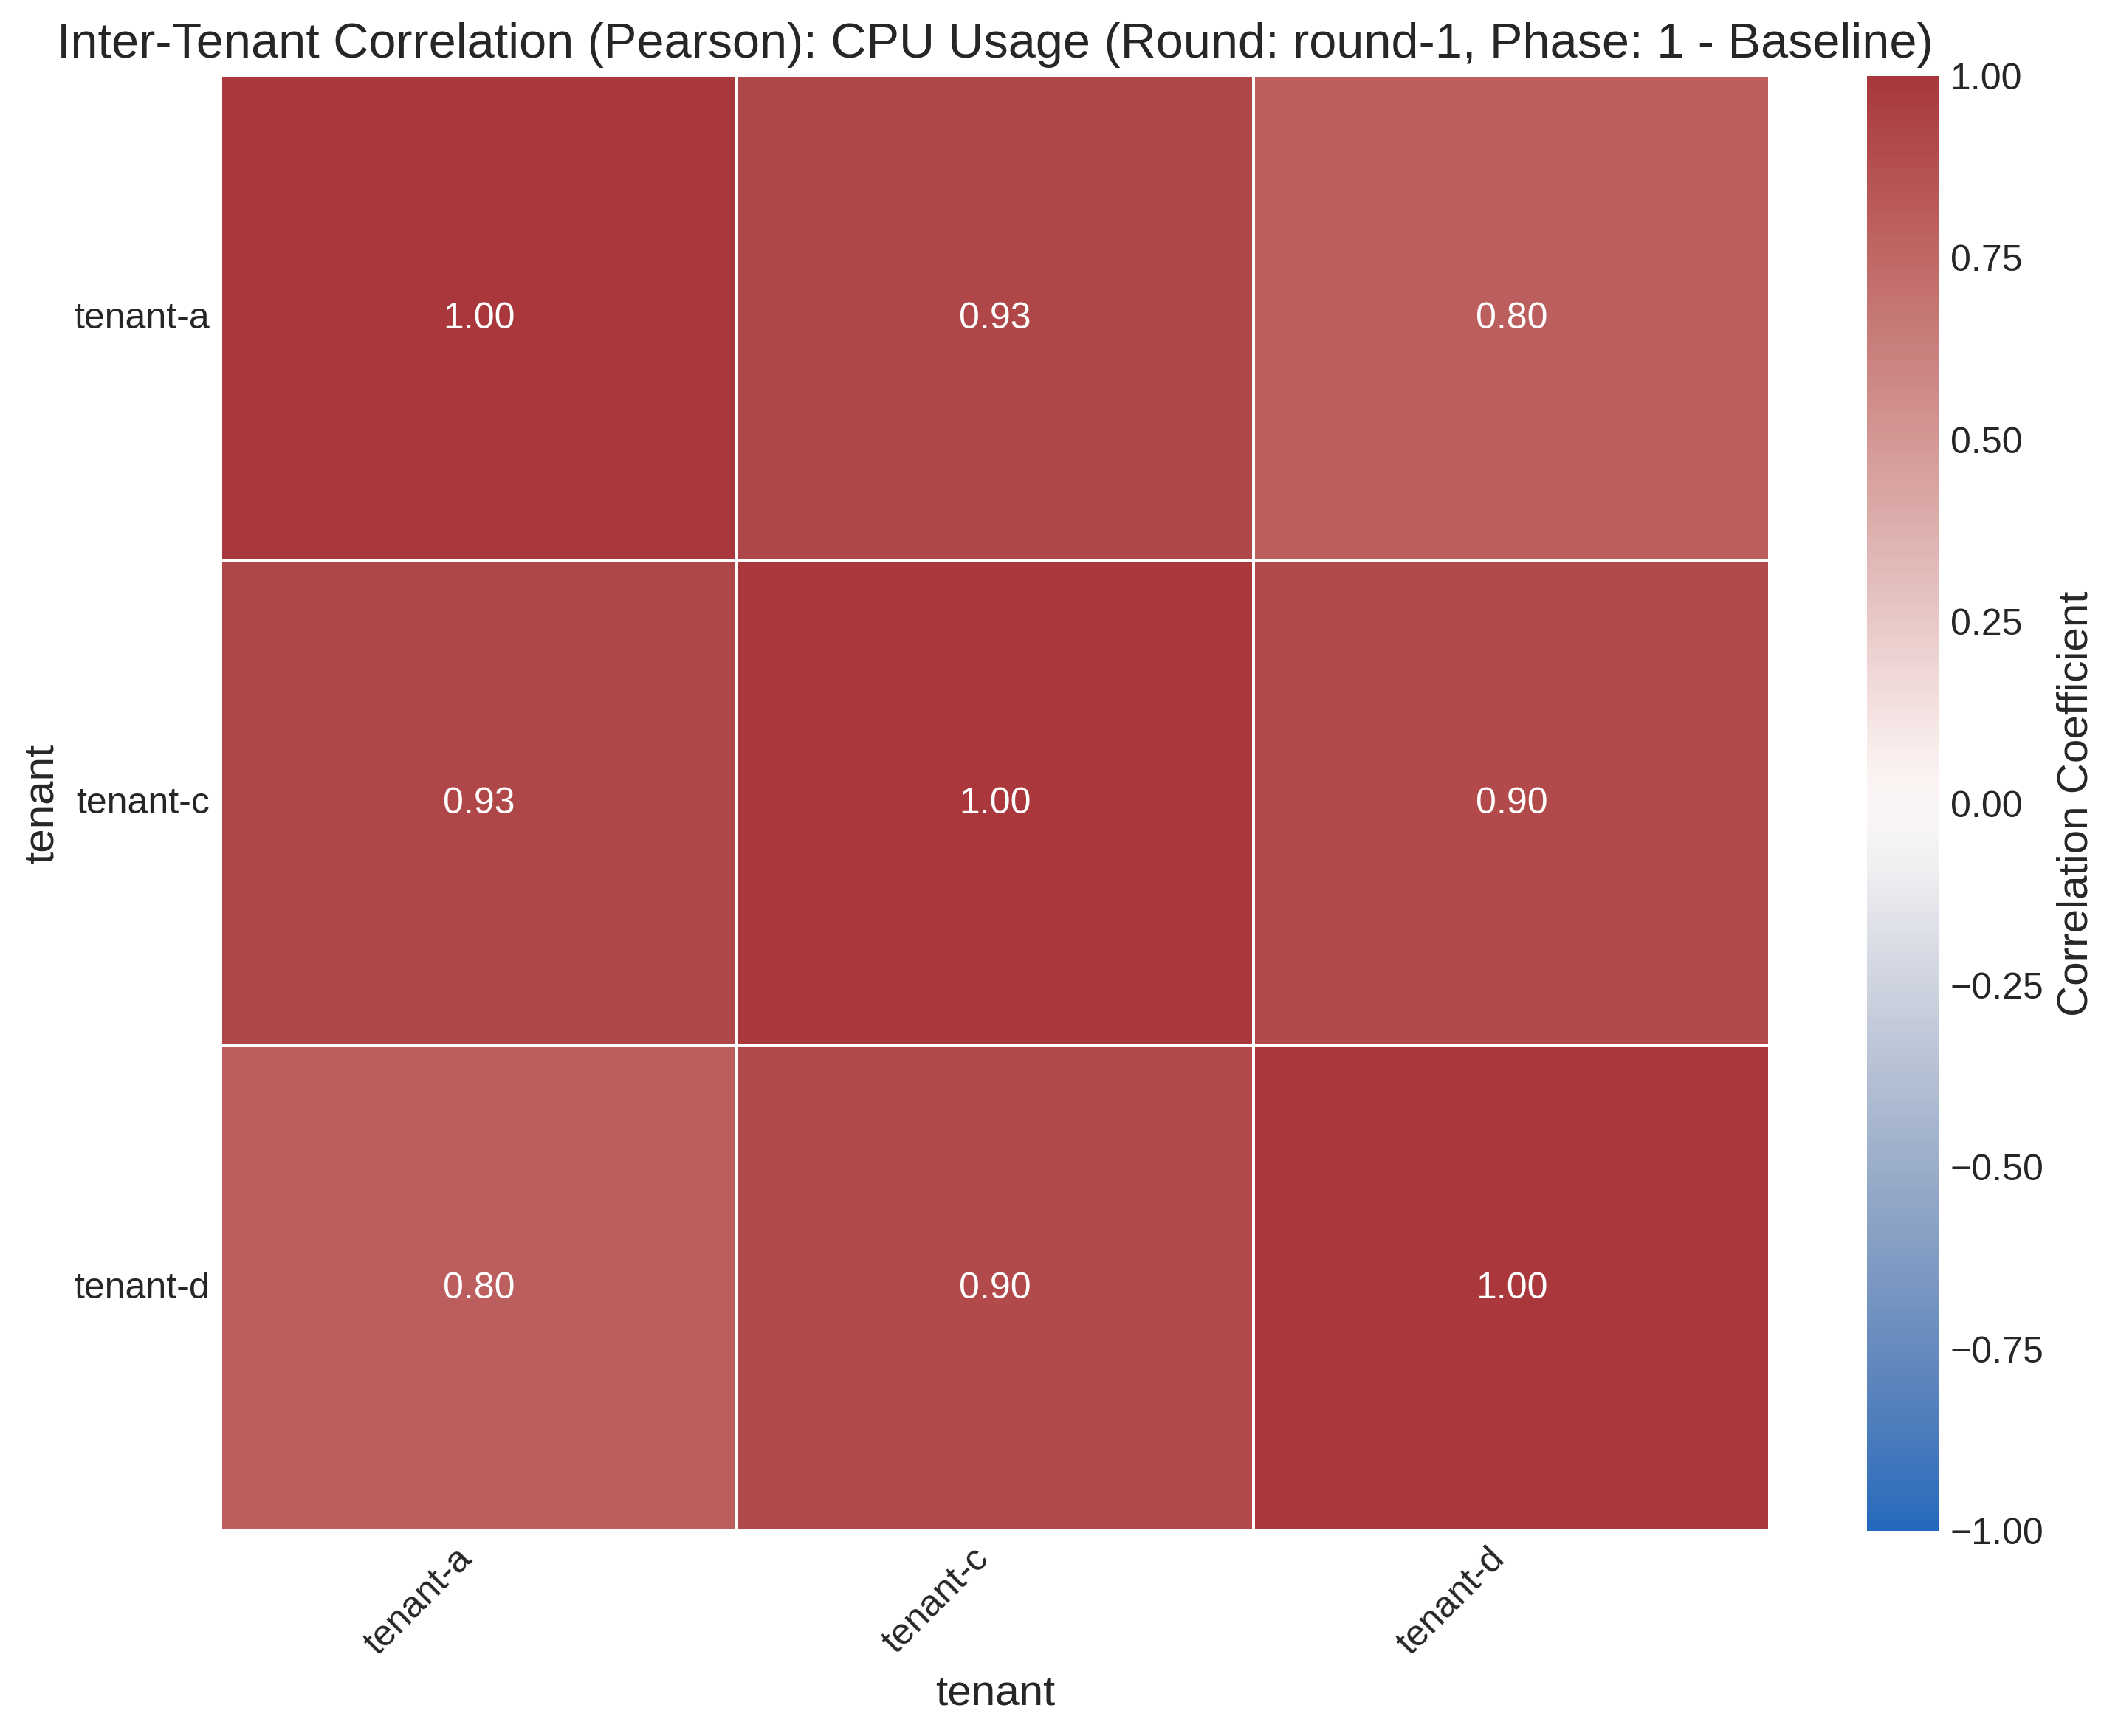 Inter-Tenant Correlation (Pearson): CPU Usage (Round: round-1, Phase: 1 - Baseline)
tenant
tenant-a
1.00
0.93
0.80
tenant-c
0.93
1.00
0.90
tenant-d
0.80
0.90
1.00
tenant-a
tenant-c
tenant-d
tenant
1.00
0.75
0.50
0.25
0.00
−0.25
−0.50
−0.75
−1.00
Correlation Coefficient